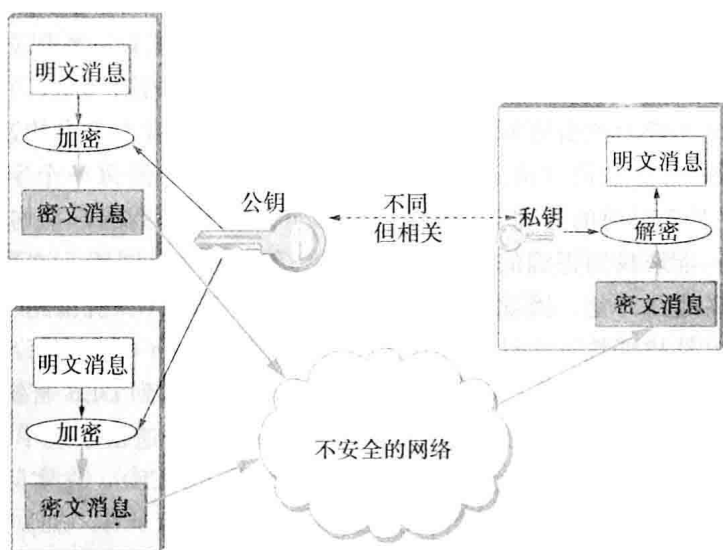 明文消息
加密
密文消息
公钥
不同
但相关
私钥
明文消息
解密
密文消息
明文消息
加密
密文消息
不安全的网络